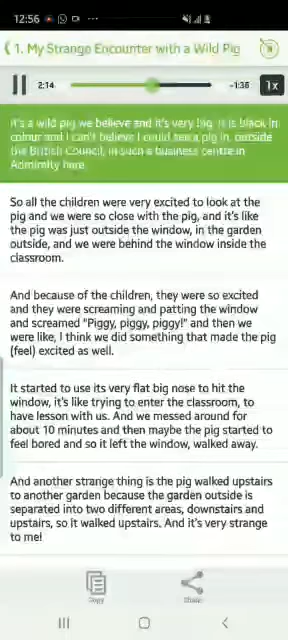 12:56
1. My Strange Encounter with a Wild Pig
2:14
-1:36
1x
it's a wild pig we believe and it's very big. It is black in
colour and I can't believe I could see a pig in, outside
the British Council, in such a business centre in
Admiralty here.
So all the children were very excited to look at the
pig and we were so close with the pig, and it's like
the pig was just outside the window, in the garden
outside, and we were behind the window inside the
classroom.
And because of the children, they were so excited
and they were screaming and patting the window
and screamed "Piggy, piggy, piggy!" and then we
were like, I think we did something that made the pig
(feel) excited as well.
It started to use its very flat big nose to hit the
window, it's like trying to enter the classroom, to
have lesson with us. And we messed around for
about 10 minutes and then maybe the pig started to
feel bored and so it left the window, walked away.
And another strange thing is the pig walked upstairs
to another garden because the garden outside is
separated into two different areas, downstairs and
upstairs, so it walked upstairs. And it's very strange
to me!
Copy
Share